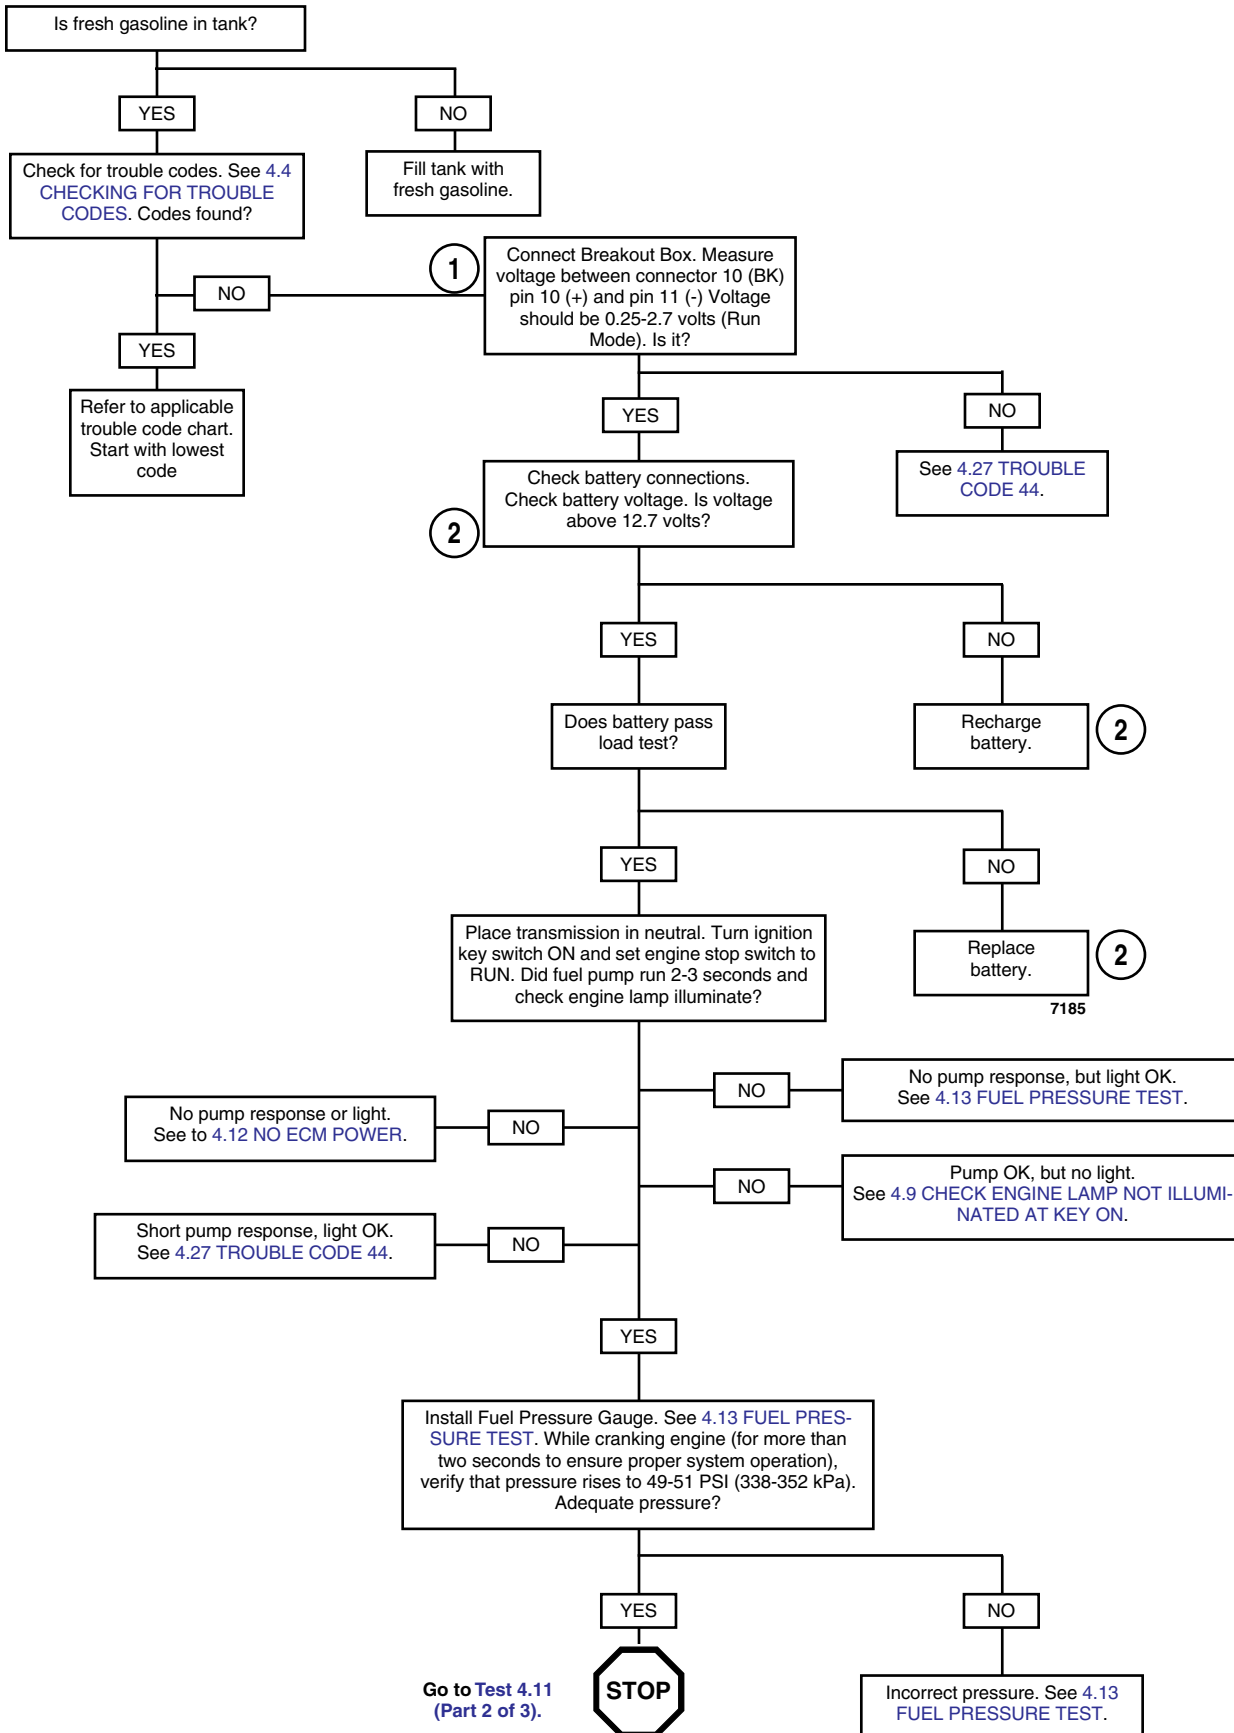 Is fresh gasoline in tank?
YES
NO
Check for trouble codes. See 4.4
CHECKING FOR TROUBLE
CODES. Codes found?
Fill tank with
fresh gasoline.
1
Connect Breakout Box. Measure
voltage between connector 10 (BK)
pin 10 (+) and pin 11 (-) Voltage
should be 0.25-2.7 volts (Run
Mode). Is it?
NO
YES
Refer to applicable
trouble code chart.
Start with lowest
code
YES
NO
2
Check battery connections.
Check battery voltage. Is voltage
above 12.7 volts?
See 4.27 TROUBLE
CODE 44.
YES
NO
Does battery pass
load test?
Recharge
battery.
2
YES
NO
Place transmission in neutral. Turn ignition
key switch ON and set engine stop switch to
RUN. Did fuel pump run 2-3 seconds and
check engine lamp illuminate?
Replace
battery.
2
7185
NO
No pump response, but light OK.
See 4.13 FUEL PRESSURE TEST.
No pump response or light.
See to 4.12 NO ECM POWER.
NO
NO
Pump OK, but no light.
See 4.9 CHECK ENGINE LAMP NOT ILLUMI-
NATED AT KEY ON.
Short pump response, light OK.
See 4.27 TROUBLE CODE 44.
NO
YES
Install Fuel Pressure Gauge. See 4.13 FUEL PRES-
SURE TEST. While cranking engine (for more than
two seconds to ensure proper system operation),
verify that pressure rises to 49-51 PSI (338-352 kPa).
Adequate pressure?
YES
NO
Go to Test 4.11
(Part 2 of 3).
STOP
Incorrect pressure. See 4.13
FUEL PRESSURE TEST.